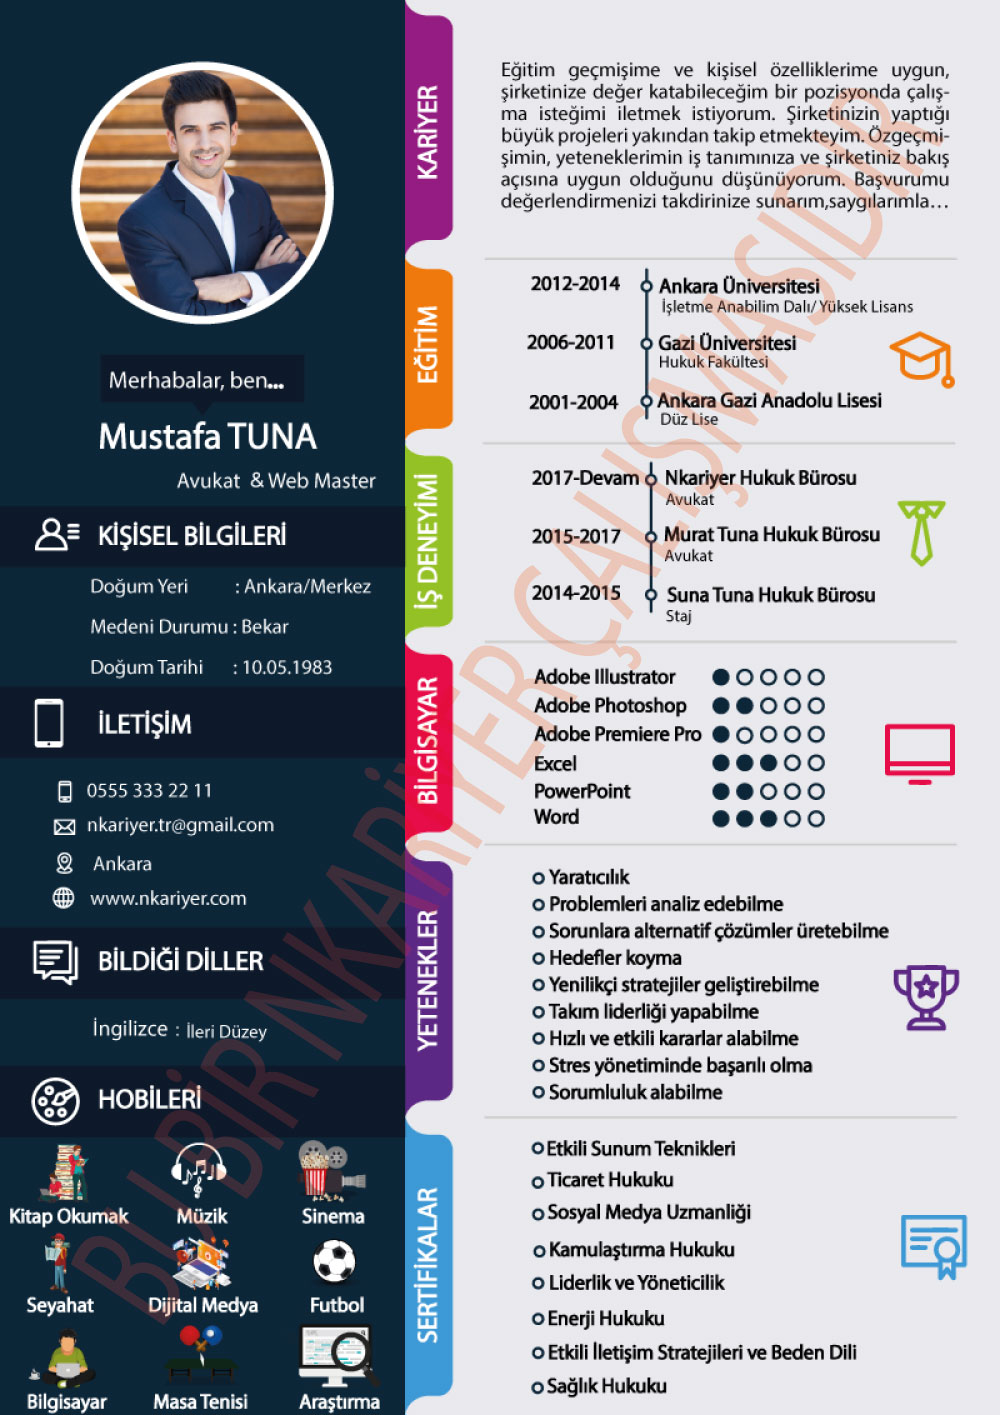 Merhabalar, ben...
Mustafa TUNA
Avukat & Web Master
KİŞİSEL BİLGİLERİ
Doğum Yeri : Ankara/Merkez
Medeni Durumu : Bekar
Doğum Tarihi : 10.05.1983
İLETİŞİM
0555 333 22 11
nkariyer.tr@gmail.com
Ankara
www.nkariyer.com
BİLDİĞİ DİLLER
İngilizce : İleri Düzey
HOBİLERİ
Kitap Okumak Müzik Sinema
Seyahat Dijital Medya Futbol
Bilgisayar Masa Tenisi Araştırma
KARİYER
Eğitim geçmişime ve kişisel özelliklerime uygun,
şirketinize değer katabileceğim bir pozisyonda çalış-
ma isteğimi iletmek istiyorum. Şirketinizin yaptığı
büyük projeleri yakından takip etmekteyim. Özgeçmi-
şimin, yeteneklerimin iş tanımınıza ve şirketiniz bakış
açısına uygun olduğunu düşünüyorum. Başvurumu
değerlendirmenizi takdirinize sunarım,saygılarımla...
EĞİTİM
2012-2014 Ankara Üniversitesi
İşletme Anabilim Dalı/ Yüksek Lisans
2006-2011 Gazi Üniversitesi
Hukuk Fakültesi
2001-2004 Ankara Gazi Anadolu Lisesi
Düz Lise
İŞ DENEYİMİ
2017-Devam Nkariyer Hukuk Bürosu
Avukat
2015-2017 Murat Tuna Hukuk Bürosu
Avukat
2014-2015 Suna Tuna Hukuk Bürosu
Staj
BİLGİSAYAR
Adobe Illustrator
Adobe Photoshop
Adobe Premiere Pro
Excel
PowerPoint
Word
YETENEKLER
Yaratıcılık
Problemleri analiz edebilme
Sorunlara alternatif çözümler üretebilme
Hedefler koyma
Yenilikçi stratejiler geliştirebilme
Takım liderliği yapabilme
Hızlı ve etkili kararlar alabilme
Stres yönetiminde başarılı olma
Sorumluluk alabilme
SERTİFİKALAR
Etkili Sunum Teknikleri
Ticaret Hukuku
Sosyal Medya Uzmanliği
Kamulaştırma Hukuku
Liderlik ve Yöneticilik
Enerji Hukuku
Etkili İletişim Stratejileri ve Beden Dili
Sağlık Hukuku
BU BİR NKARİYER ÇALIŞMASIDIR